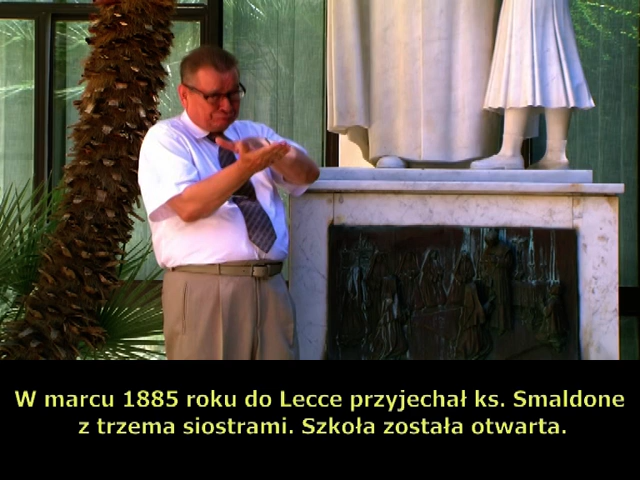 W marcu 1885 roku do Lecce przyjechał ks. Smaldone
z trzema siostrami. Szkoła została otwarta.